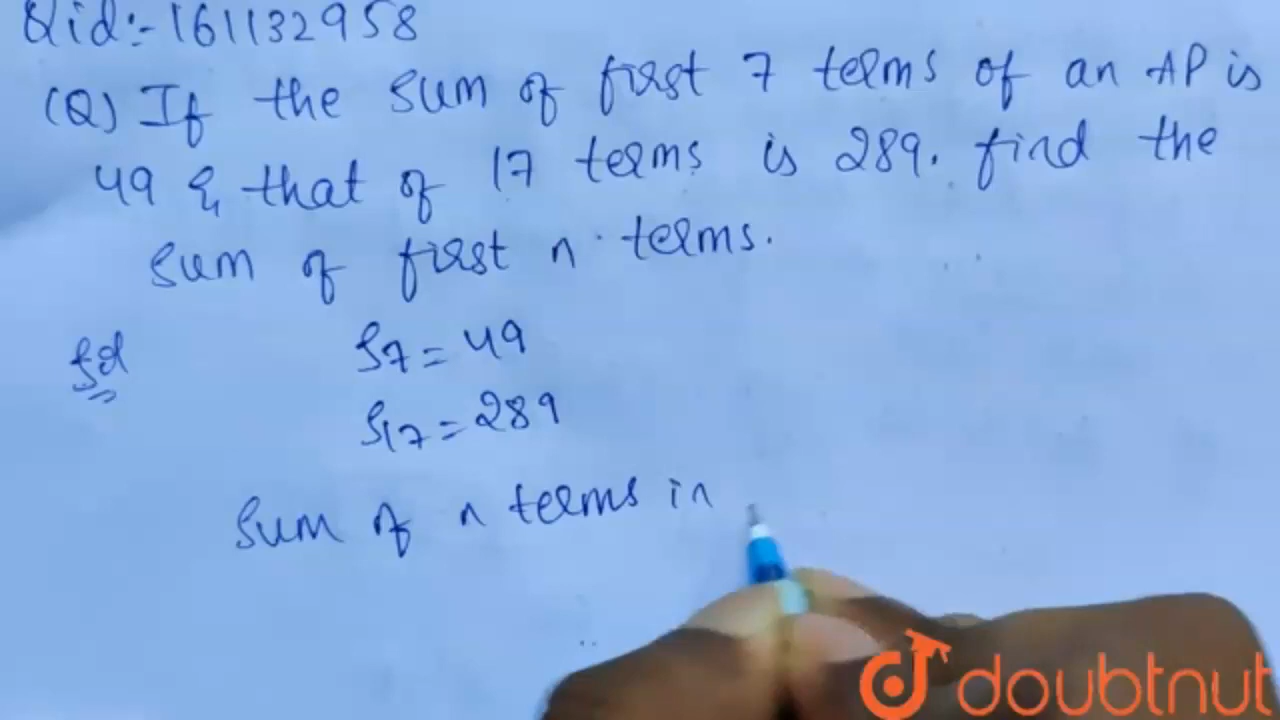 Qid:-161132958
(Q) If the sum of first 7 terms of an AP is
49 & that of 17 terms is 289. find the
sum of first n terms.
Sol
S7 = 49
S17 = 289
Sum of n terms in
doubtnut